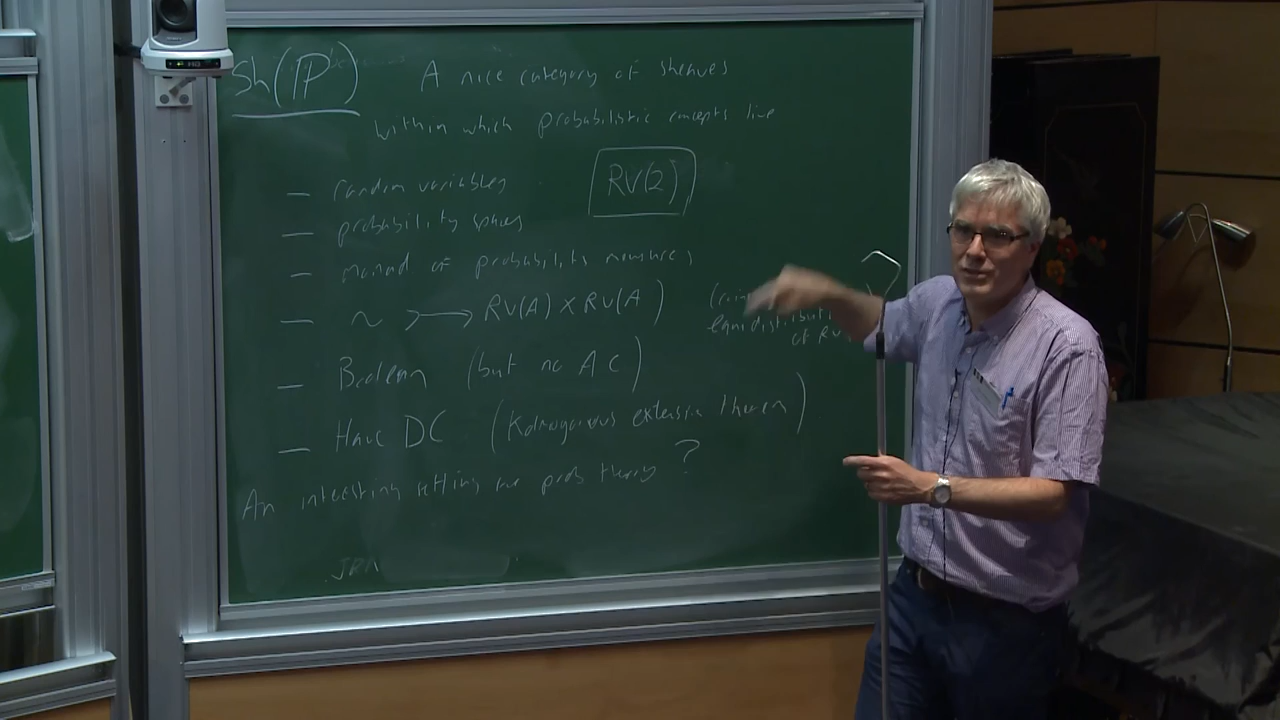 Sh(ℙ) A nice category of sheaves
within which probabilistic concepts live
— random variables RV(2)
— probability spaces
— monad of probability measures
— ~ ↣ RV(A) × RV(A)
equidistribution
of RV
— Boolean (but no AC)
— Have DC (Kolmogorov's extension theorem)
An interesting setting for prob theory ?